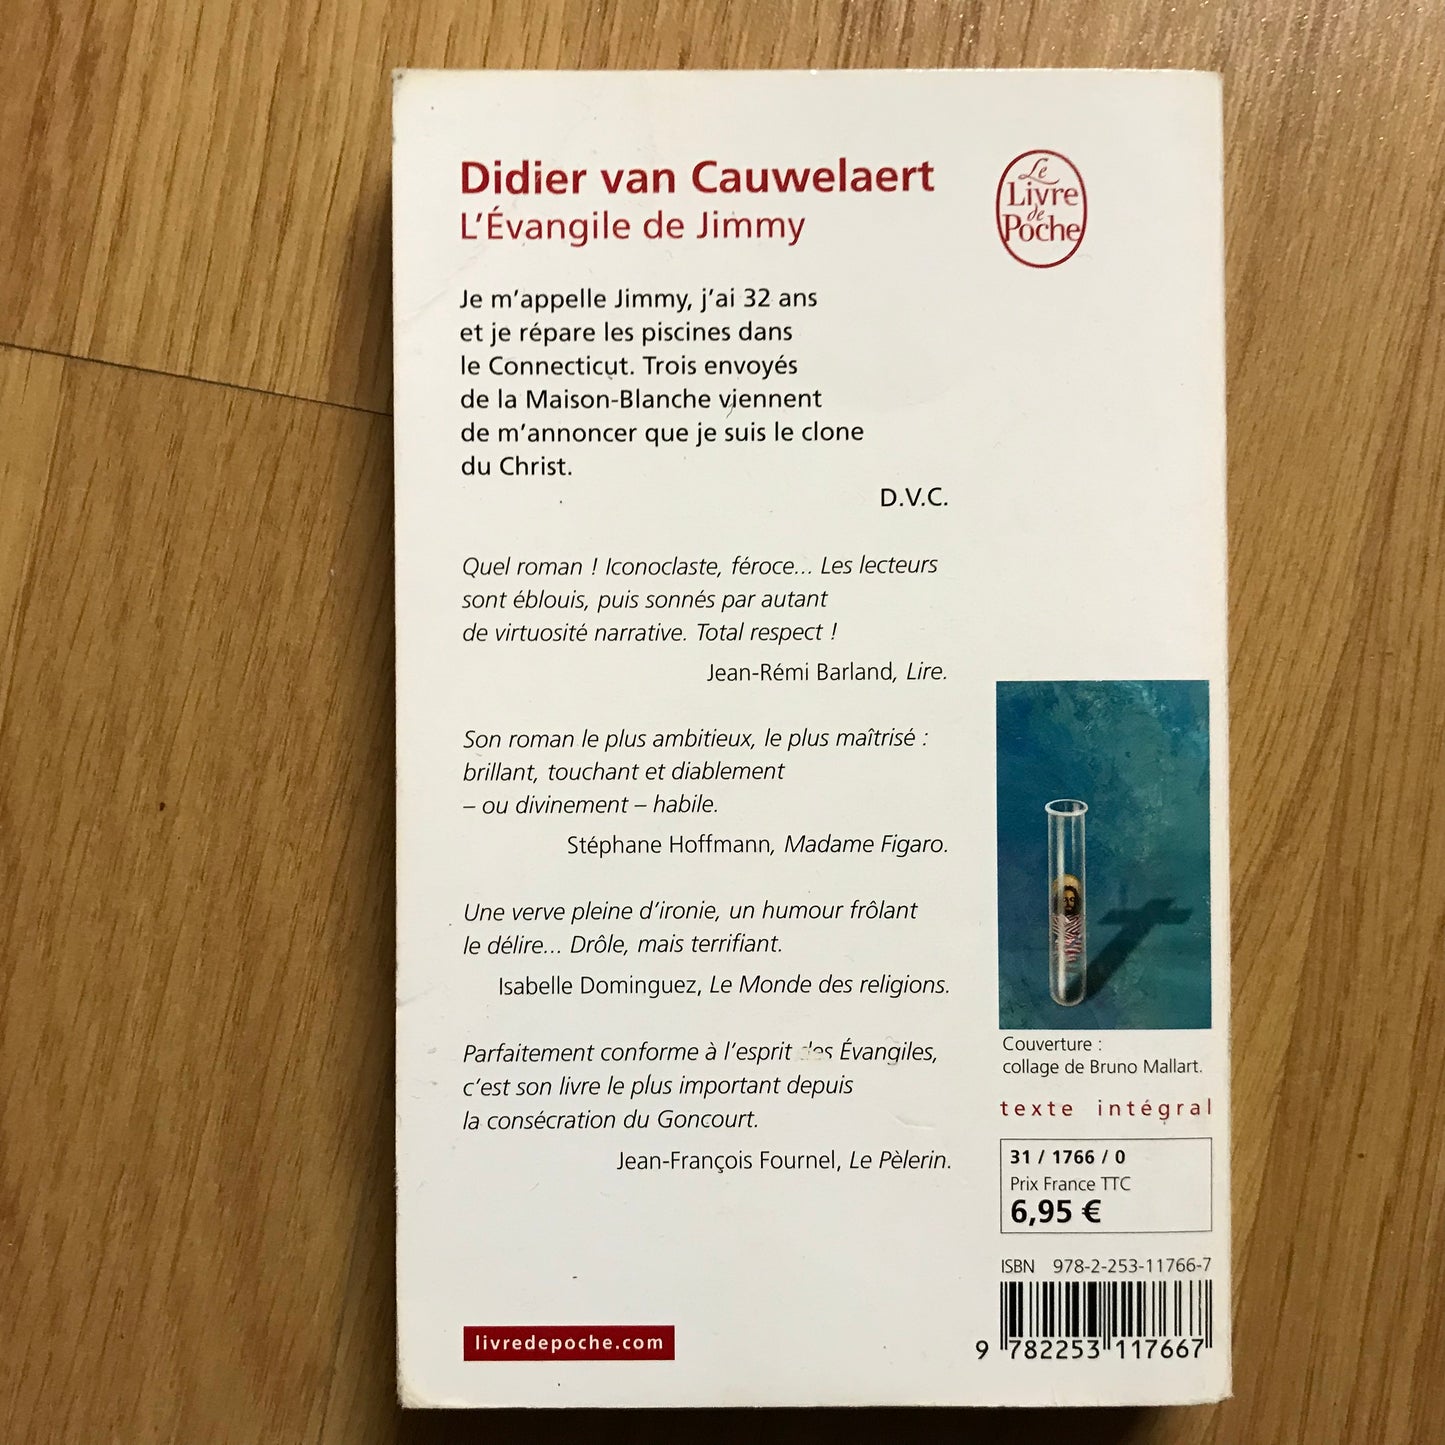 Didier van Cauwelaert
L'Évangile de Jimmy
Le
Livre
de
Poche
Je m'appelle Jimmy, j'ai 32 ans
et je répare les piscines dans
le Connecticut. Trois envoyés
de la Maison-Blanche viennent
de m'annoncer que je suis le clone
du Christ.
D.V.C.
Quel roman ! Iconoclaste, féroce... Les lecteurs
sont éblouis, puis sonnés par autant
de virtuosité narrative. Total respect !
Jean-Rémi Barland, Lire.
Son roman le plus ambitieux, le plus maîtrisé :
brillant, touchant et diablement
– ou divinement – habile.
Stéphane Hoffmann, Madame Figaro.
Une verve pleine d'ironie, un humour frôlant
le délire... Drôle, mais terrifiant.
Isabelle Dominguez, Le Monde des religions.
Parfaitement conforme à l'esprit des Évangiles,
c'est son livre le plus important depuis
la consécration du Goncourt.
Jean-François Fournel, Le Pèlerin.
Couverture :
collage de Bruno Mallart.
texte intégral
31 / 1766 / 0
Prix France TTC
6,95 €
ISBN 978-2-253-11766-7
9 782253 117667
livredepoche.com